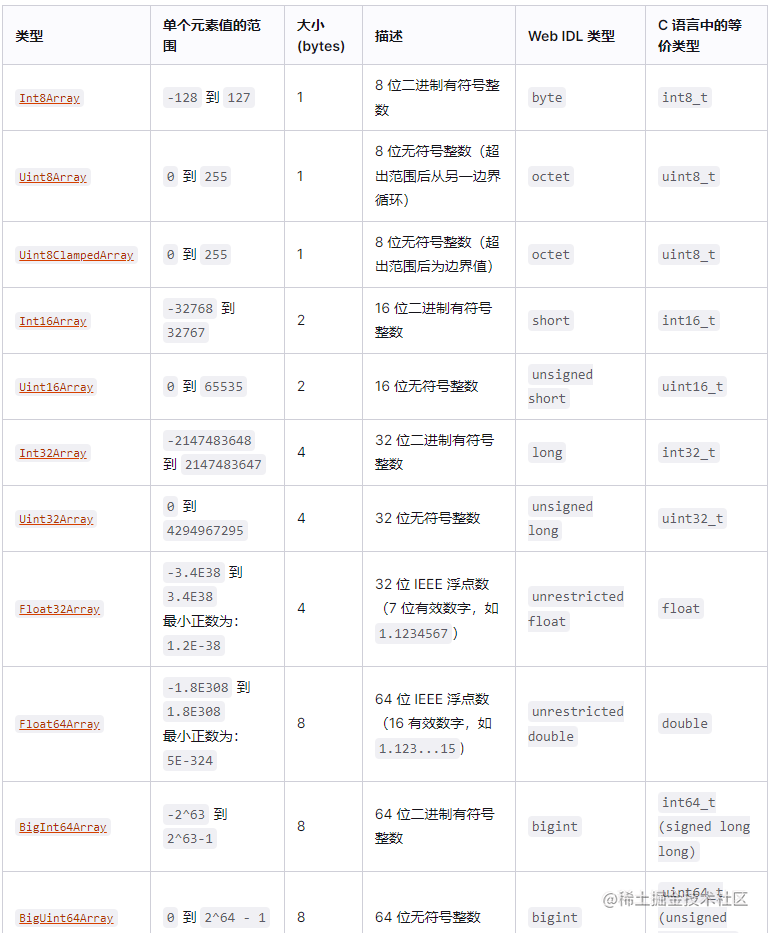 类型
单个元素值的范
围
大小
(bytes)
描述
Web IDL 类型
C 语言中的等
价类型
Int8Array
-128 到 127
1
8 位二进制有符号整
数
byte
int8_t
Uint8Array
0 到 255
1
8 位无符号整数（超
出范围后从另一边界
循环）
octet
uint8_t
Uint8ClampedArray
0 到 255
1
8 位无符号整数（超
出范围后为边界值）
octet
uint8_t
Int16Array
-32768 到
32767
2
16 位二进制有符号
整数
short
int16_t
Uint16Array
0 到 65535
2
16 位无符号整数
unsigned
short
uint16_t
Int32Array
-2147483648
到 2147483647
4
32 位二进制有符号
整数
long
int32_t
Uint32Array
0 到
4294967295
4
32 位无符号整数
unsigned
long
uint32_t
Float32Array
-3.4E38 到
3.4E38
最小正数为：
1.2E-38
4
32 位 IEEE 浮点数
（7 位有效数字，如
1.1234567）
unrestricted
float
float
Float64Array
-1.8E308 到
1.8E308
最小正数为：
5E-324
8
64 位 IEEE 浮点数
（16 有效数字，如
1.123...15）
unrestricted
double
double
BigInt64Array
-2^63 到
2^63-1
8
64 位二进制有符号
整数
bigint
int64_t
(signed long
long)
BigUint64Array
0 到 2^64 - 1
8
64 位无符号整数
bigint
uint64_t
(unsigned
@稀土掘金技术社区